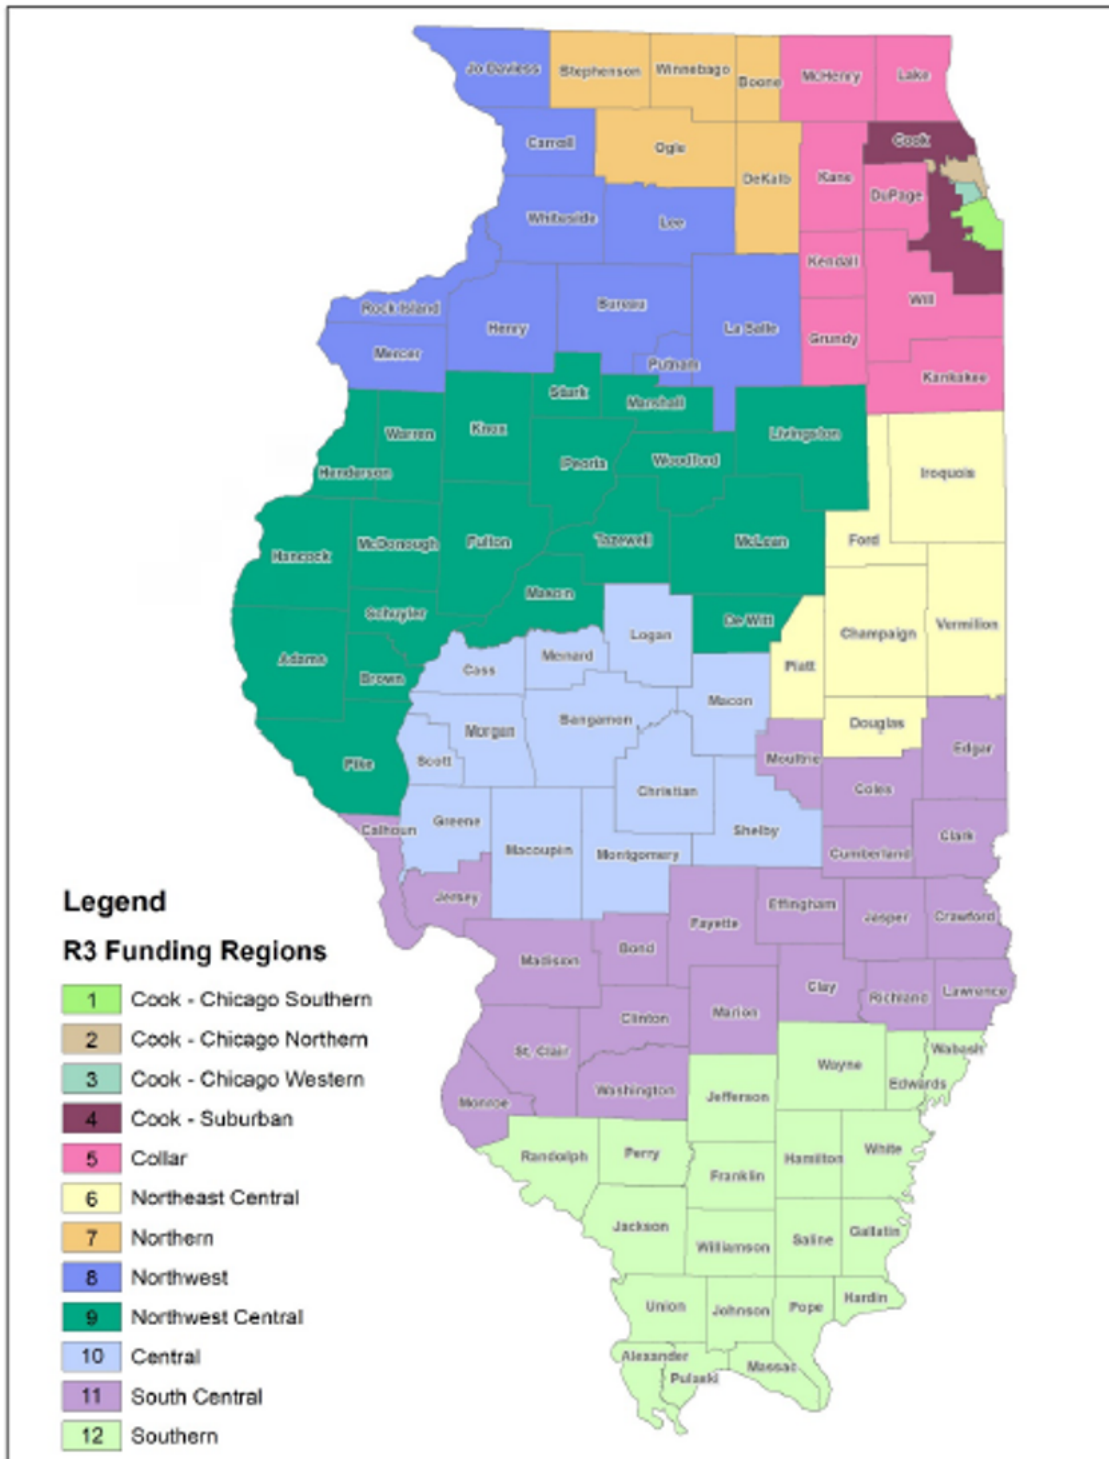 Jo Daviess Stephenson Winnebago Boone McHenry Lake
Carroll Ogle DeKalb Kane Cook
DuPage
Whiteside Lee
Kendall
Rock Island Henry Bureau La Salle Will
Grundy
Mercer Putnam
Kankakee
Stark Marshall
Warren Knox Livingston
Henderson Peoria Woodford Iroquois
Hancock McDonough Fulton Tazewell McLean Ford
Mason
Schuyler De Witt Vermilion
Logan Champaign
Adams Brown Cass Menard Piatt
Macon
Morgan Sangamon Douglas
Pike Scott Moultrie Edgar
Christian Coles
Calhoun Greene Shelby Clark
Macoupin Montgomery Cumberland
Jersey Effingham Jasper Crawford
Fayette
Madison Bond
Clay Richland Lawrence
Clinton Marion
St. Clair Wayne Wabash
Washington Edwards
Monroe Jefferson
Randolph Perry Hamilton White
Franklin
Jackson Williamson Saline Gallatin
Union Johnson Pope Hardin
Alexander Massac
Pulaski
Legend
R3 Funding Regions
1 Cook - Chicago Southern
2 Cook - Chicago Northern
3 Cook - Chicago Western
4 Cook - Suburban
5 Collar
6 Northeast Central
7 Northern
8 Northwest
9 Northwest Central
10 Central
11 South Central
12 Southern